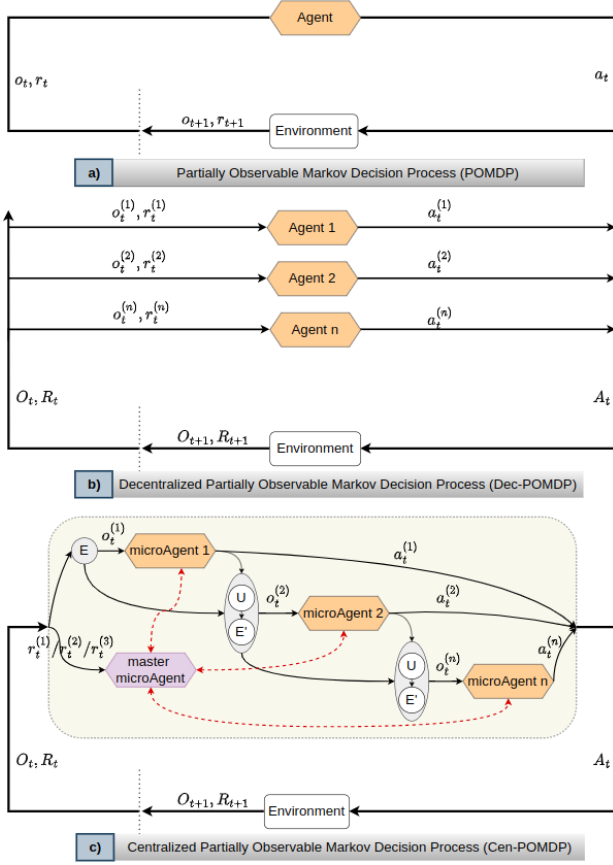 Agent
o_t, r_t
a_t
o_{t+1}, r_{t+1}
Environment
a) Partially Observable Markov Decision Process (POMDP)
o_t^{(1)}, r_t^{(1)} Agent 1 a_t^{(1)}
o_t^{(2)}, r_t^{(2)} Agent 2 a_t^{(2)}
o_t^{(n)}, r_t^{(n)} Agent n a_t^{(n)}
O_t, R_t
A_t
O_{t+1}, R_{t+1}
Environment
b) Decentralized Partially Observable Markov Decision Process (Dec-POMDP)
E o_t^{(1)} microAgent 1 a_t^{(1)}
U o_t^{(2)} microAgent 2 a_t^{(2)}
E'
r_t^{(1)}/r_t^{(2)}/r_t^{(3)}
master
microAgent
U o_t^{(n)} microAgent n a_t^{(n)}
E'
O_t, R_t
A_t
O_{t+1}, R_{t+1}
Environment
c) Centralized Partially Observable Markov Decision Process (Cen-POMDP)